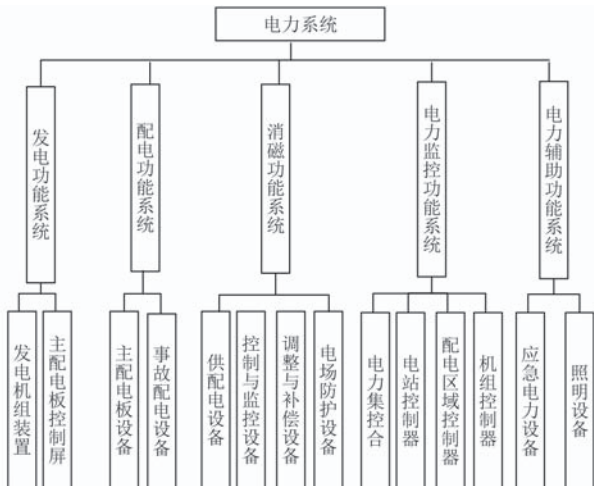 电力系统
发电功能系统
配电功能系统
消磁功能系统
电力监控功能系统
电力辅助功能系统
发电机组装置
主配电板控制屏
主配电板设备
事故配电设备
供配电设备
控制与监控设备
调整与补偿设备
电场防护设备
电力集控合
电站控制器
配电区域控制器
机组控制器
应急电力设备
照明设备